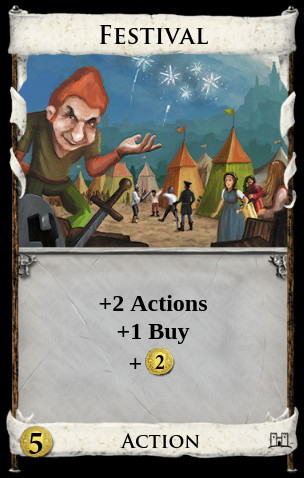 FESTIVAL
+2 Actions
+1 Buy
+ 2
5 ACTION